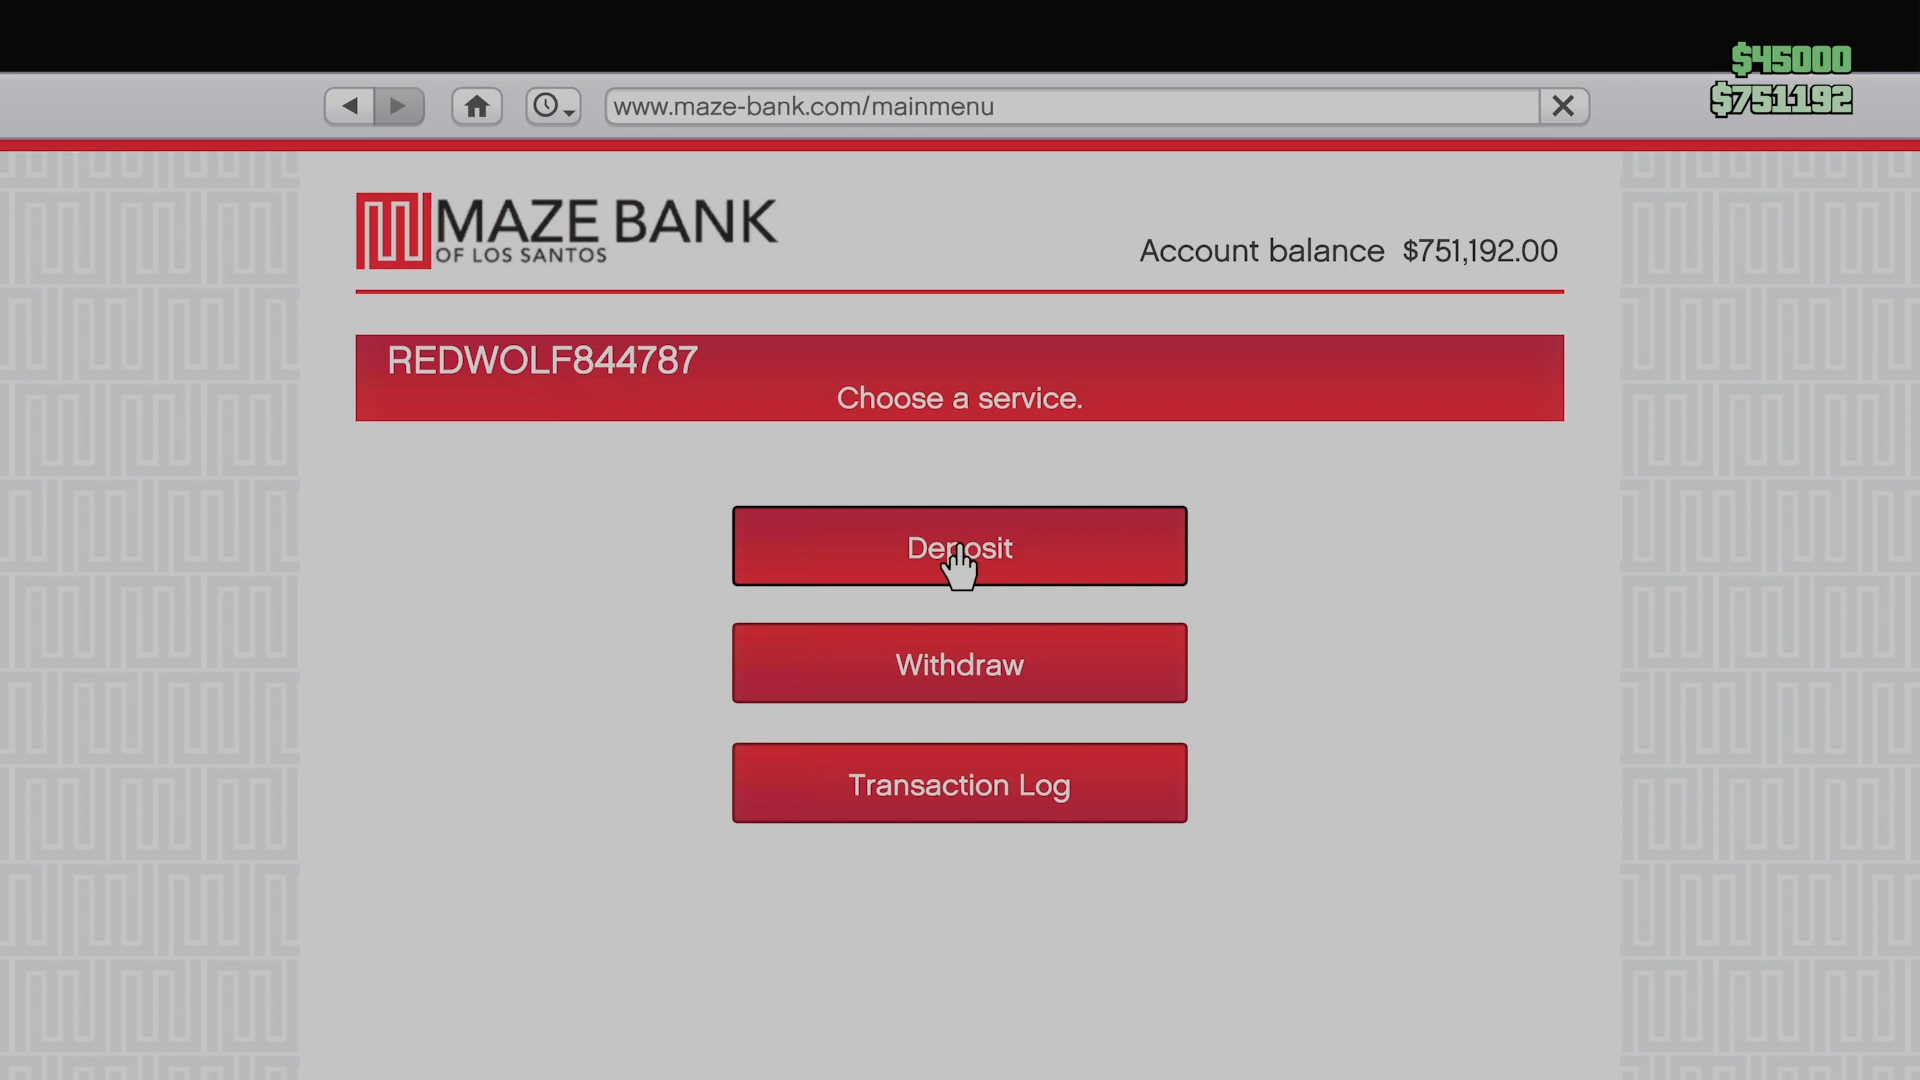 $45000
$751192
www.maze-bank.com/mainmenu
MAZE BANK
OF LOS SANTOS
Account balance $751,192.00
REDWOLF844787
Choose a service.
Deposit
Withdraw
Transaction Log